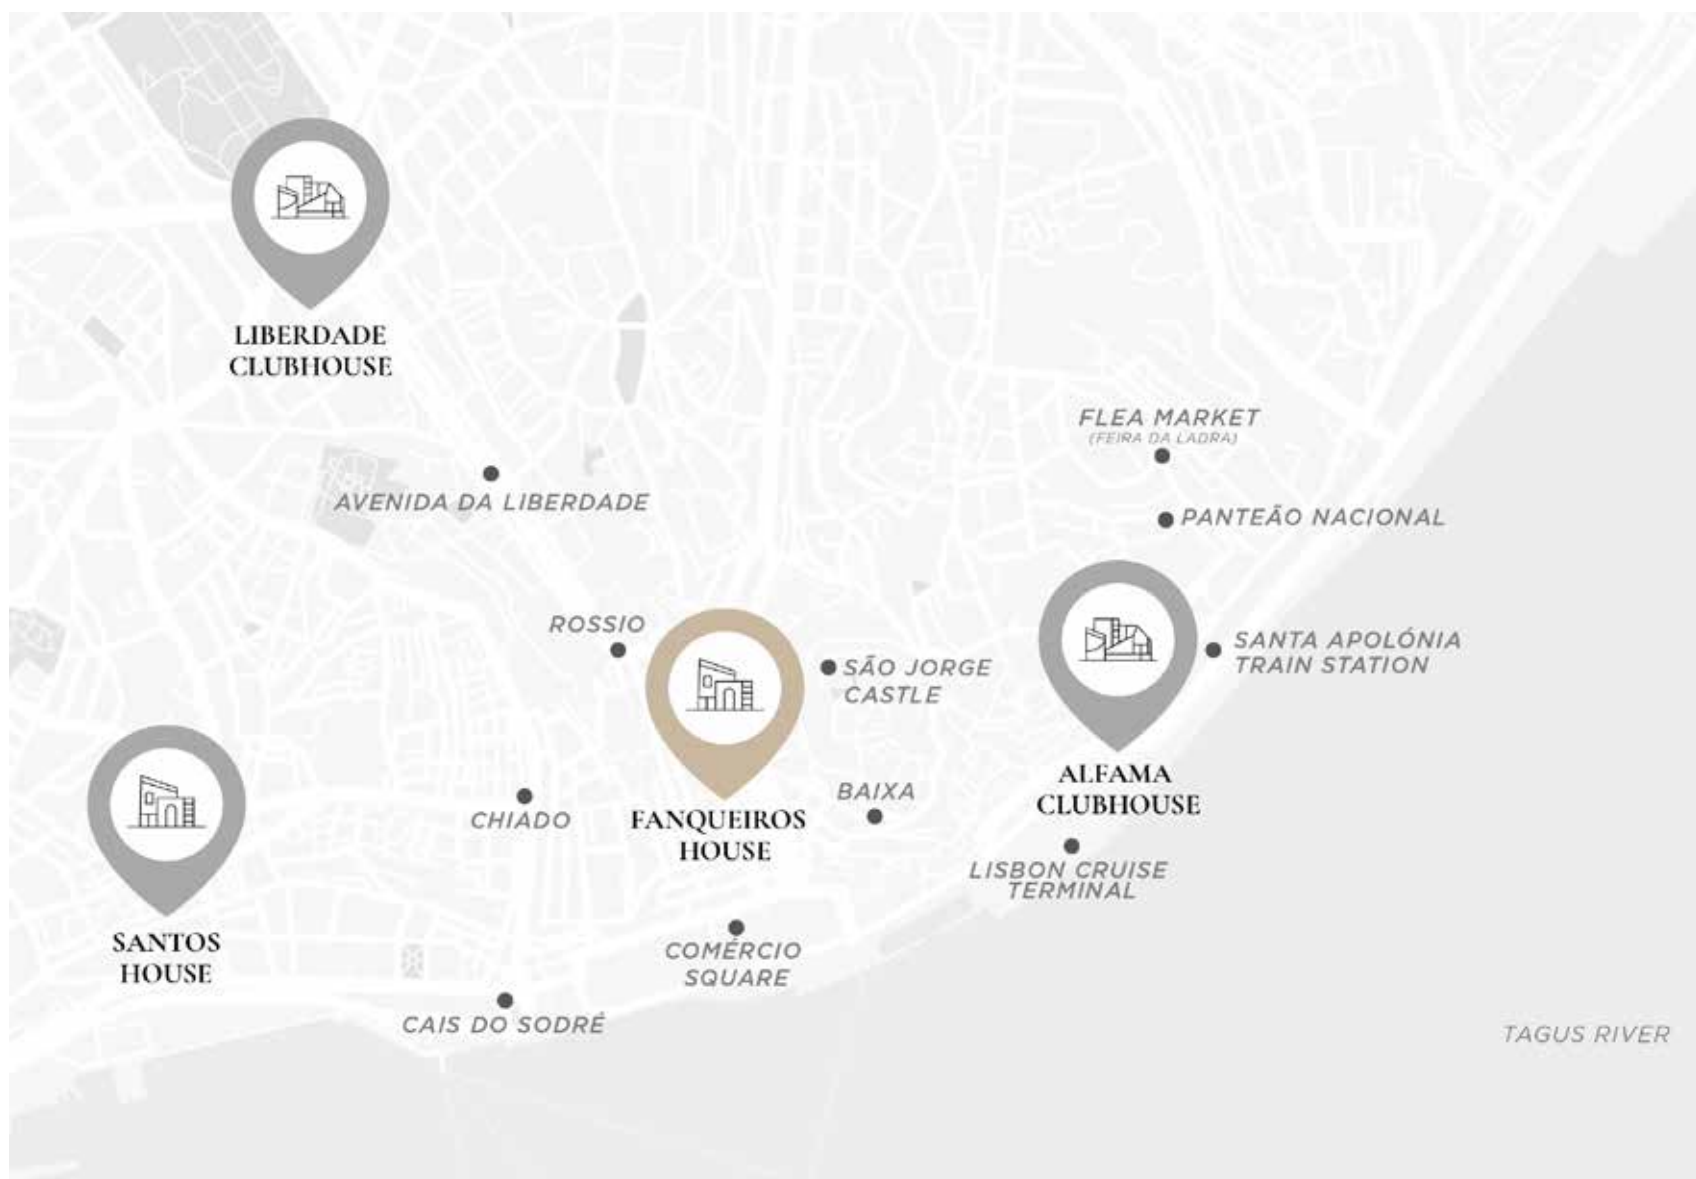 LIBERDADE
CLUBHOUSE
FLEA MARKET
(FEIRA DA LADRA)
AVENIDA DA LIBERDADE
PANTEÃO NACIONAL
ROSSIO
SÃO JORGE
CASTLE
SANTA APOLÓNIA
TRAIN STATION
ALFAMA
CLUBHOUSE
BAIXA
CHIADO
FANQUEIROS
HOUSE
LISBON CRUISE
TERMINAL
SANTOS
HOUSE
COMÉRCIO
SQUARE
CAIS DO SODRÉ
TAGUS RIVER